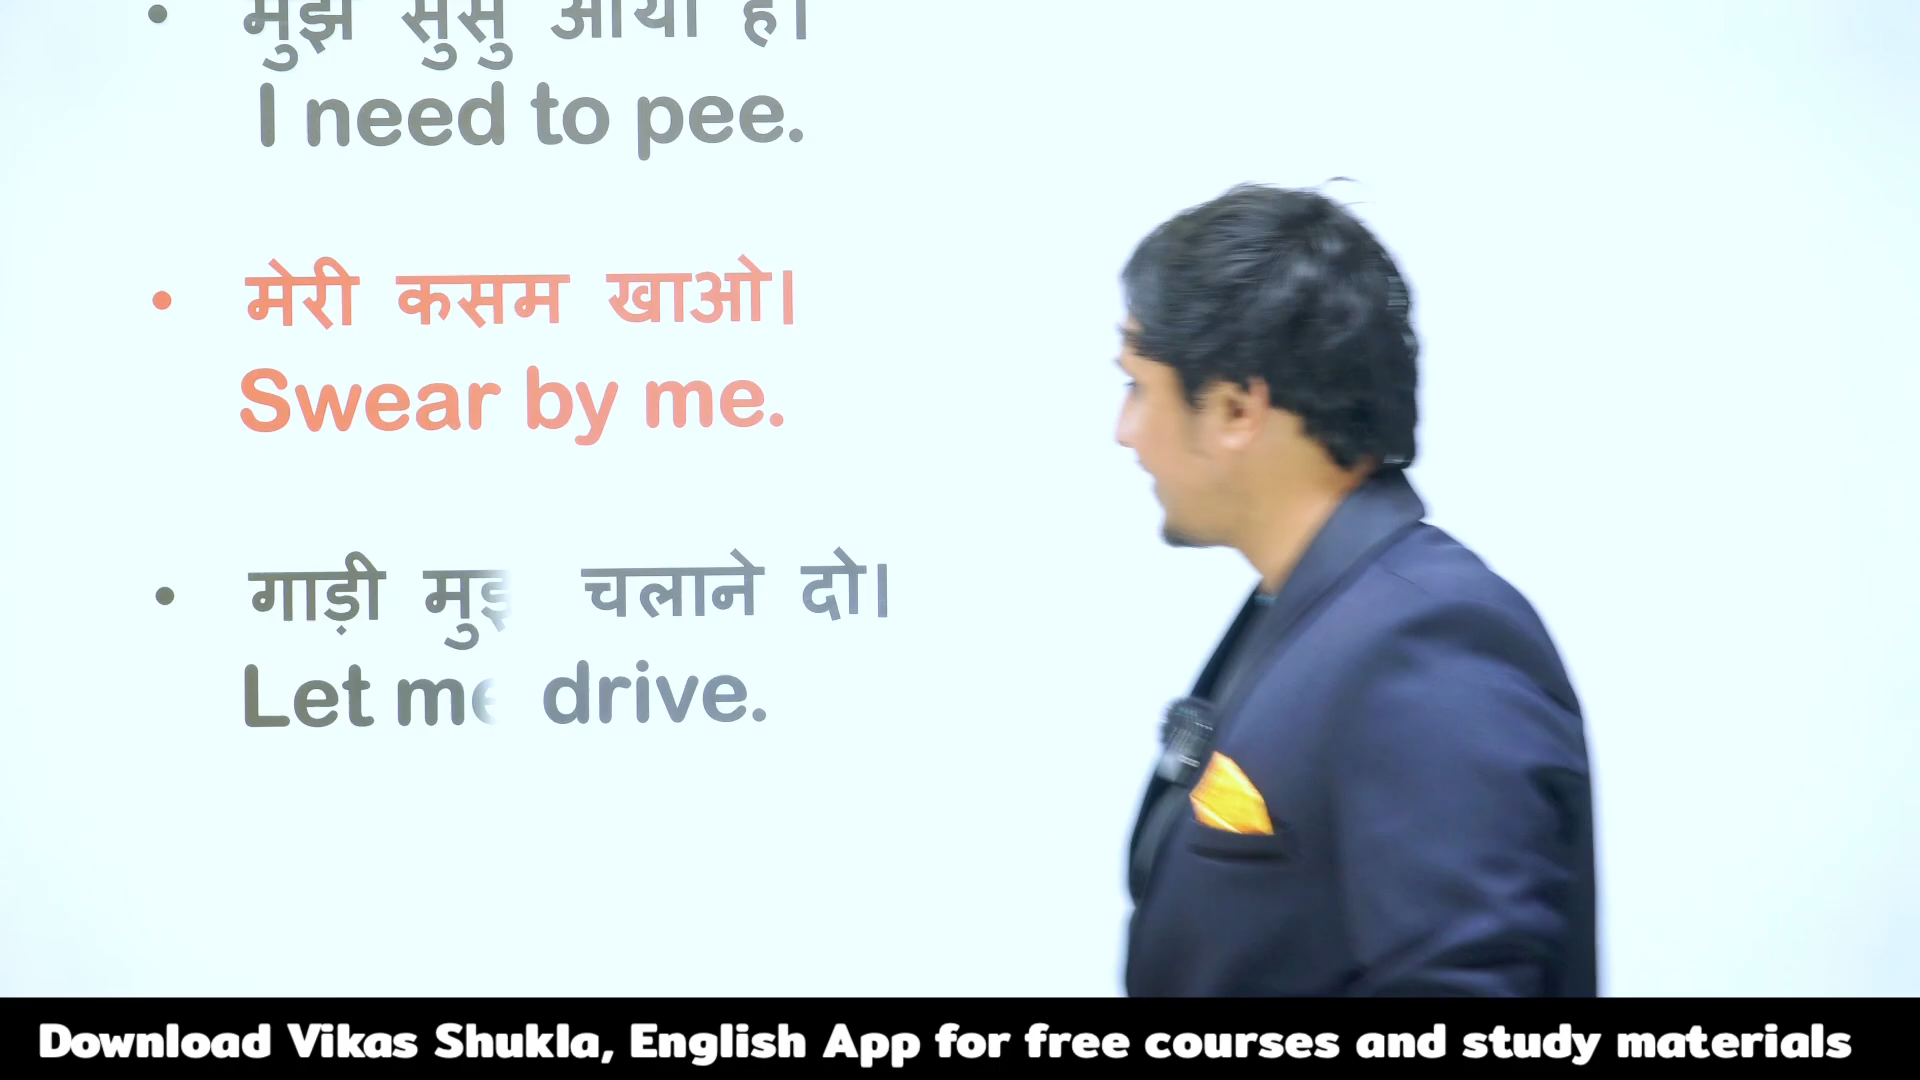 सुसु
I need to pee.
मेरी कसम खाओ।
Swear by me.
गाड़ी चलाने दो।
Let me drive.
Download Vikas Shukla, English App for free courses and study materials